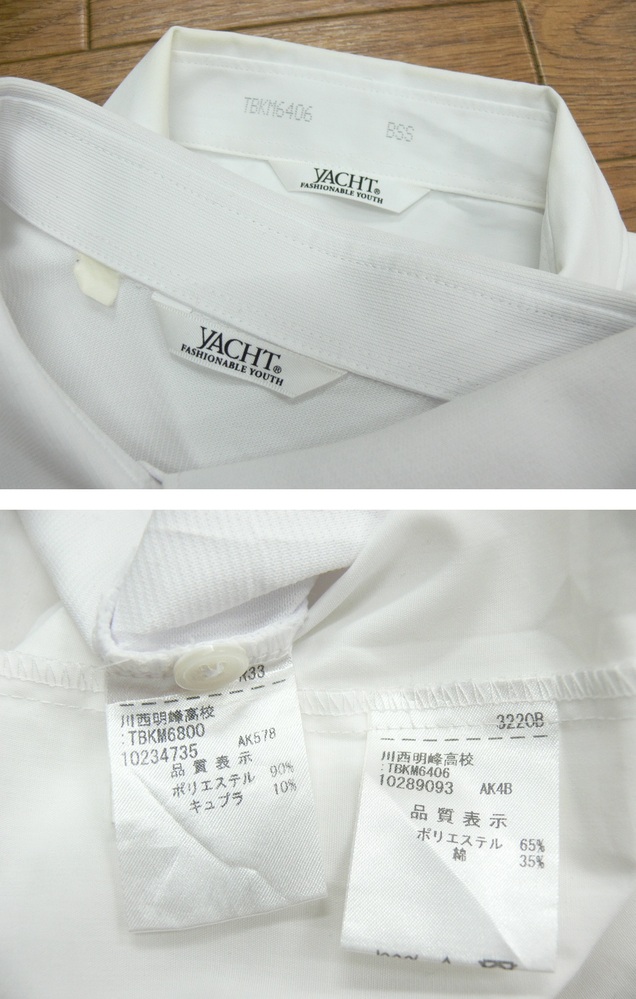 TBKM6406
BSS
YACHT®
FASHIONABLE YOUTH
YACHT®
FASHIONABLE YOUTH
川西明峰高校
:TBKM6800
10234735 AK578
品質表示
ポリエステル 90%
キュプラ 10%
3220B
川西明峰高校
:TBKM6406
10289093 AK4B
品質表示
ポリエステル 65%
綿 35%